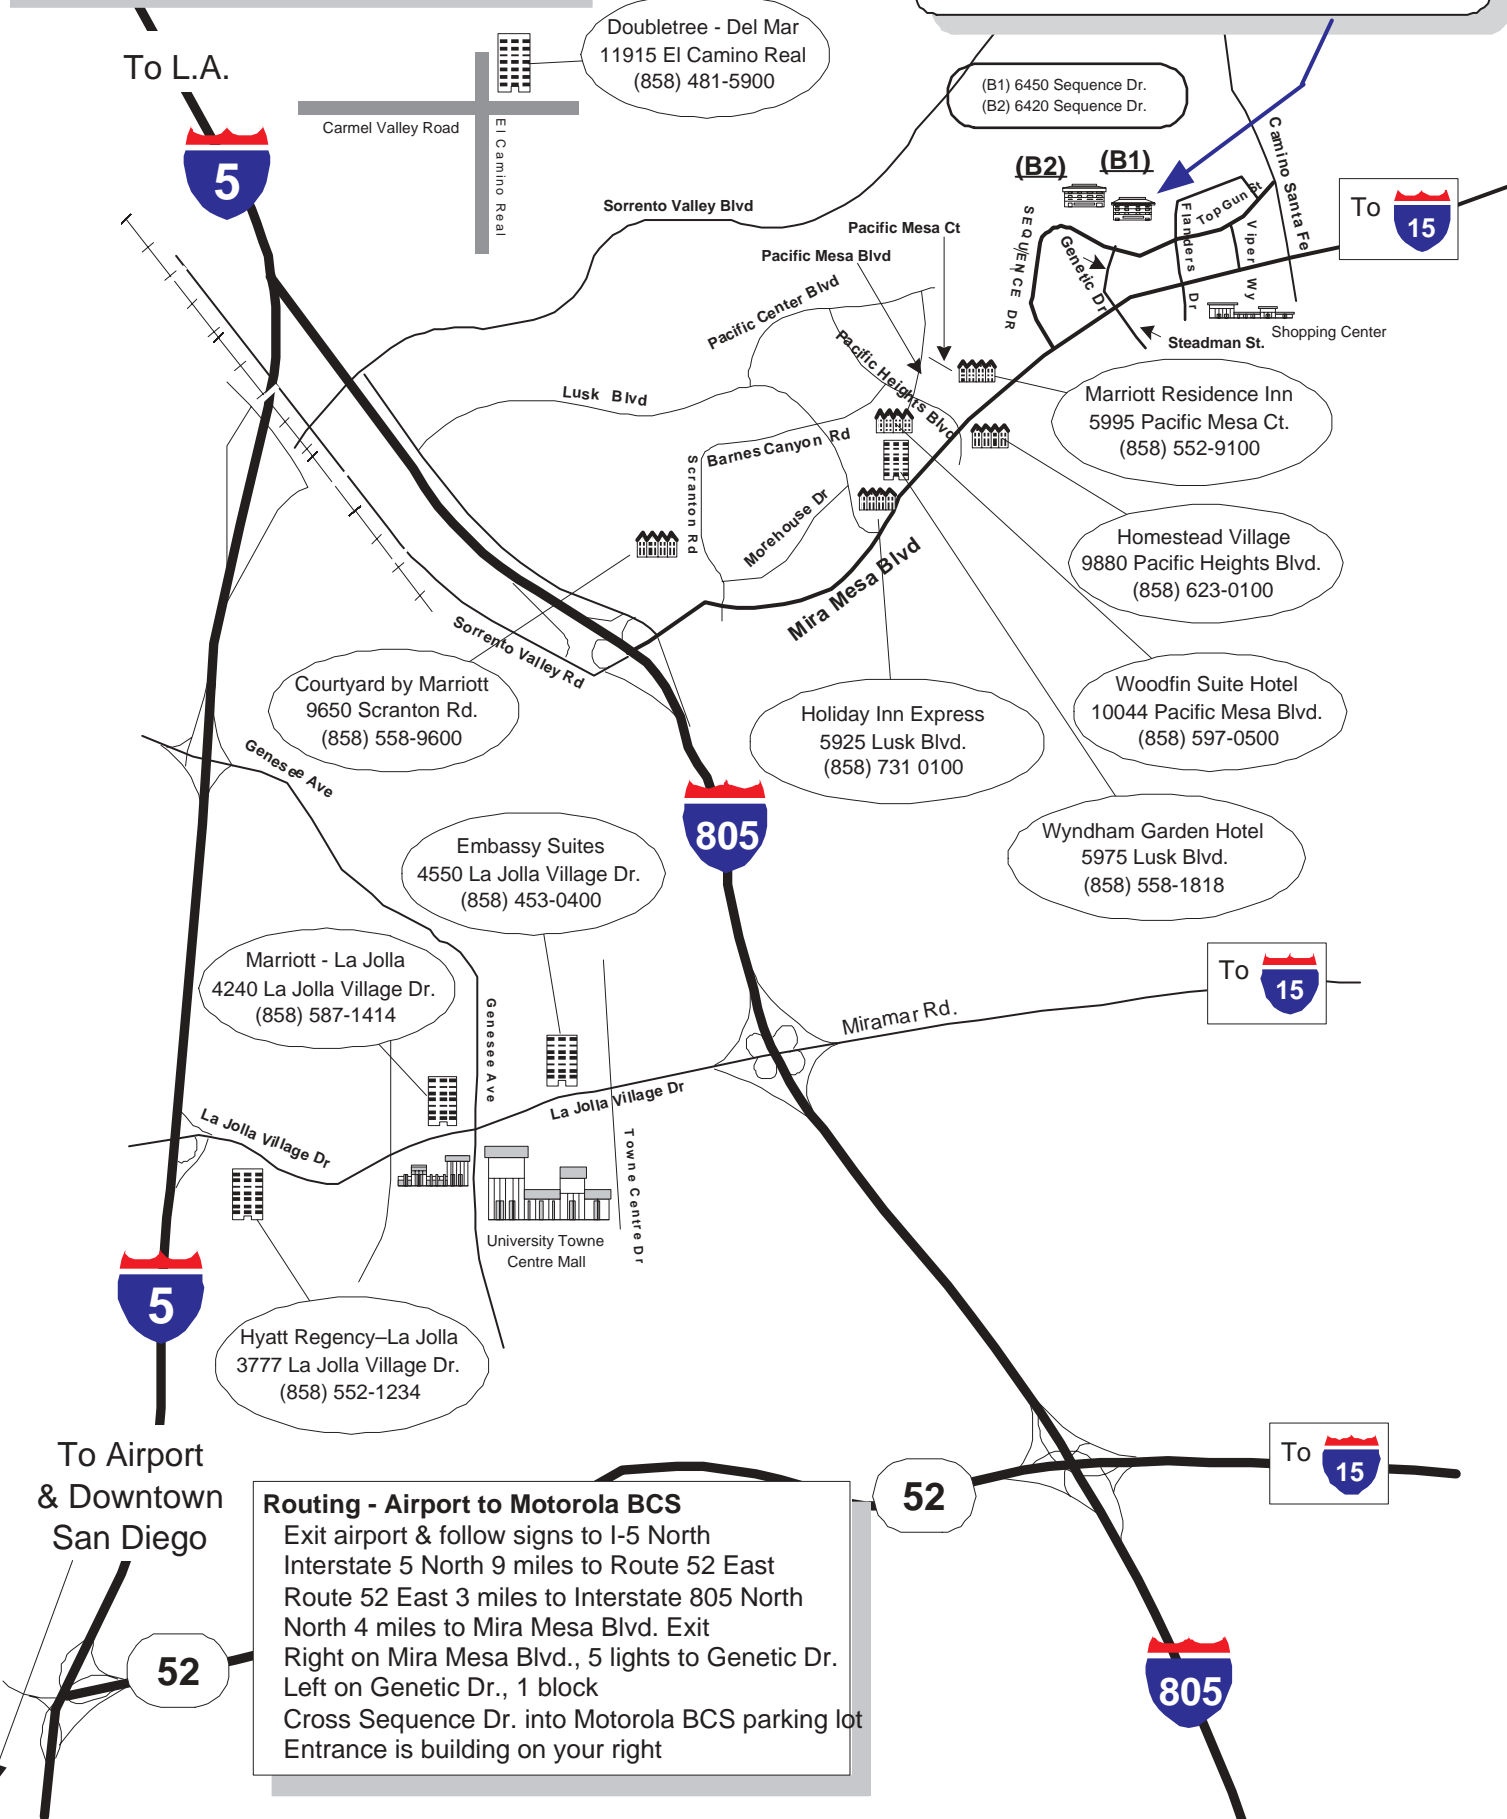 Doubletree - Del Mar
11915 El Camino Real
(858) 481-5900
To L.A.
(B1) 6450 Sequence Dr.
(B2) 6420 Sequence Dr.
Carmel Valley Road
El Camino Real
5
(B2)
(B1)
Camino Santa Fe
Top Gun St
To
15
Sorrento Valley Blvd
SEQUENCE DR
Genetic Dr
Flanders Dr
Viper Wy
Pacific Mesa Ct
Pacific Mesa Blvd
Pacific Center Blvd
Pacific Heights Blvd
Shopping Center
Steadman St.
Lusk Blvd
Marriott Residence Inn
5995 Pacific Mesa Ct.
(858) 552-9100
Barnes Canyon Rd
Scranton Rd
Morehouse Dr
Mira Mesa Blvd
Homestead Village
9880 Pacific Heights Blvd.
(858) 623-0100
Sorrento Valley Rd
Courtyard by Marriott
9650 Scranton Rd.
(858) 558-9600
Holiday Inn Express
5925 Lusk Blvd.
(858) 731 0100
Woodfin Suite Hotel
10044 Pacific Mesa Blvd.
(858) 597-0500
Genesee Ave
805
Wyndham Garden Hotel
5975 Lusk Blvd.
(858) 558-1818
Embassy Suites
4550 La Jolla Village Dr.
(858) 453-0400
Marriott - La Jolla
4240 La Jolla Village Dr.
(858) 587-1414
To
15
Miramar Rd.
Genesee Ave
La Jolla Village Dr
La Jolla Village Dr
Towne Centre Dr
University Towne
Centre Mall
5
Hyatt Regency–La Jolla
3777 La Jolla Village Dr.
(858) 552-1234
To Airport
& Downtown
San Diego
52
To
15
Routing - Airport to Motorola BCS
Exit airport & follow signs to I-5 North
Interstate 5 North 9 miles to Route 52 East
Route 52 East 3 miles to Interstate 805 North
North 4 miles to Mira Mesa Blvd. Exit
Right on Mira Mesa Blvd., 5 lights to Genetic Dr.
Left on Genetic Dr., 1 block
Cross Sequence Dr. into Motorola BCS parking lot
Entrance is building on your right
52
805